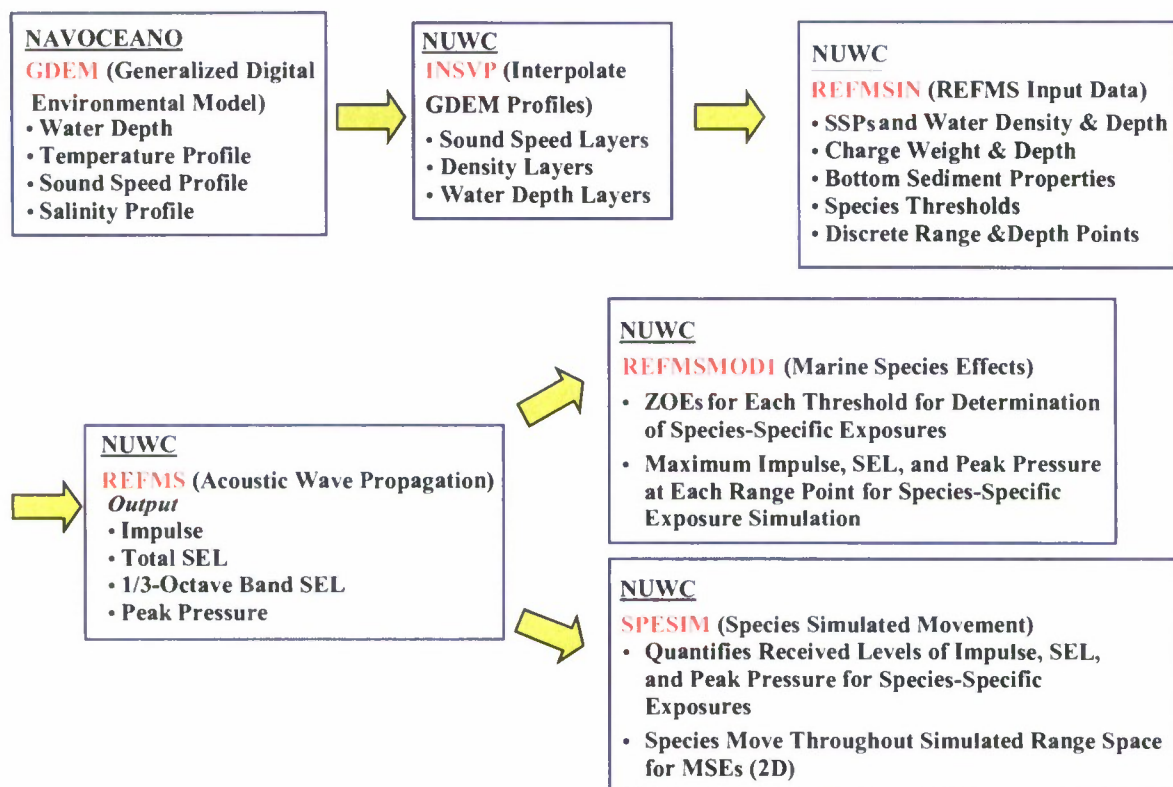 NAVOCEANO
GDEM (Generalized Digital
Environmental Model)
• Water Depth
• Temperature Profile
• Sound Speed Profile
• Salinity Profile
NUWC
INSVP (Interpolate
GDEM Profiles)
• Sound Speed Layers
• Density Layers
• Water Depth Layers
NUWC
REFMSIN (REFMS Input Data)
• SSPs and Water Density & Depth
• Charge Weight & Depth
• Bottom Sediment Properties
• Species Thresholds
• Discrete Range &Depth Points
NUWC
REFMS (Acoustic Wave Propagation)
Output
• Impulse
• Total SEL
• 1/3-Octave Band SEL
• Peak Pressure
NUWC
REFMSMOD1 (Marine Species Effects)
• ZOEs for Each Threshold for Determination
of Species-Specific Exposures
• Maximum Impulse, SEL, and Peak Pressure
at Each Range Point for Species-Specific
Exposure Simulation
NUWC
SPESIM (Species Simulated Movement)
• Quantifies Received Levels of Impulse, SEL,
and Peak Pressure for Species-Specific
Exposures
• Species Move Throughout Simulated Range Space
for MSEs (2D)